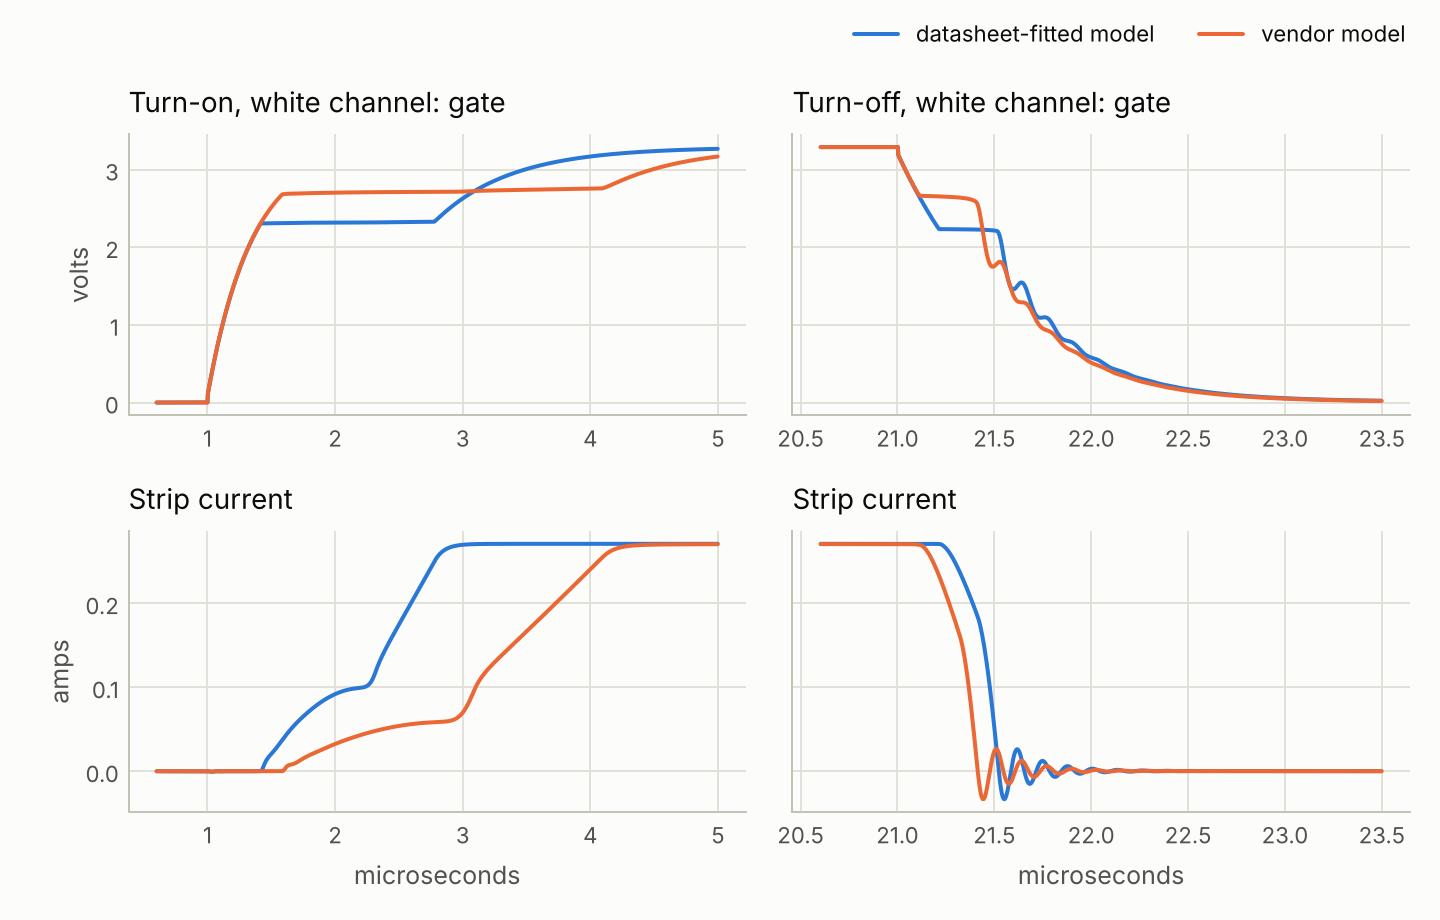 datasheet-fitted model vendor model
Turn-on, white channel: gate
Turn-off, white channel: gate
volts
3
2
1
0
1 2 3 4 5
20.5 21.0 21.5 22.0 22.5 23.0 23.5
Strip current
Strip current
amps
0.2
0.1
0.0
1 2 3 4 5
20.5 21.0 21.5 22.0 22.5 23.0 23.5
microseconds
microseconds